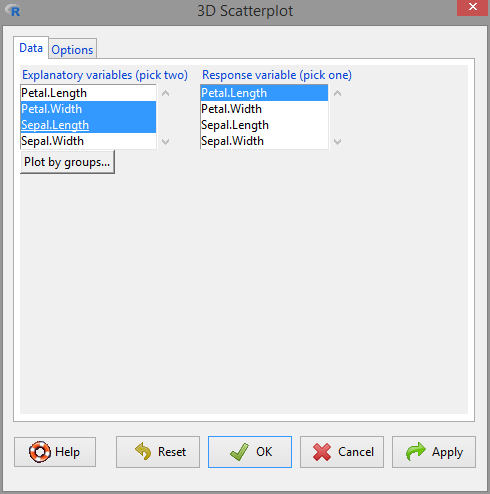 R 3D Scatterplot
Data Options
Explanatory variables (pick two) Response variable (pick one)
Petal.Length Petal.Length
Petal.Width Petal.Width
Sepal.Length Sepal.Length
Sepal.Width Sepal.Width
Plot by groups...
Help Reset OK Cancel Apply